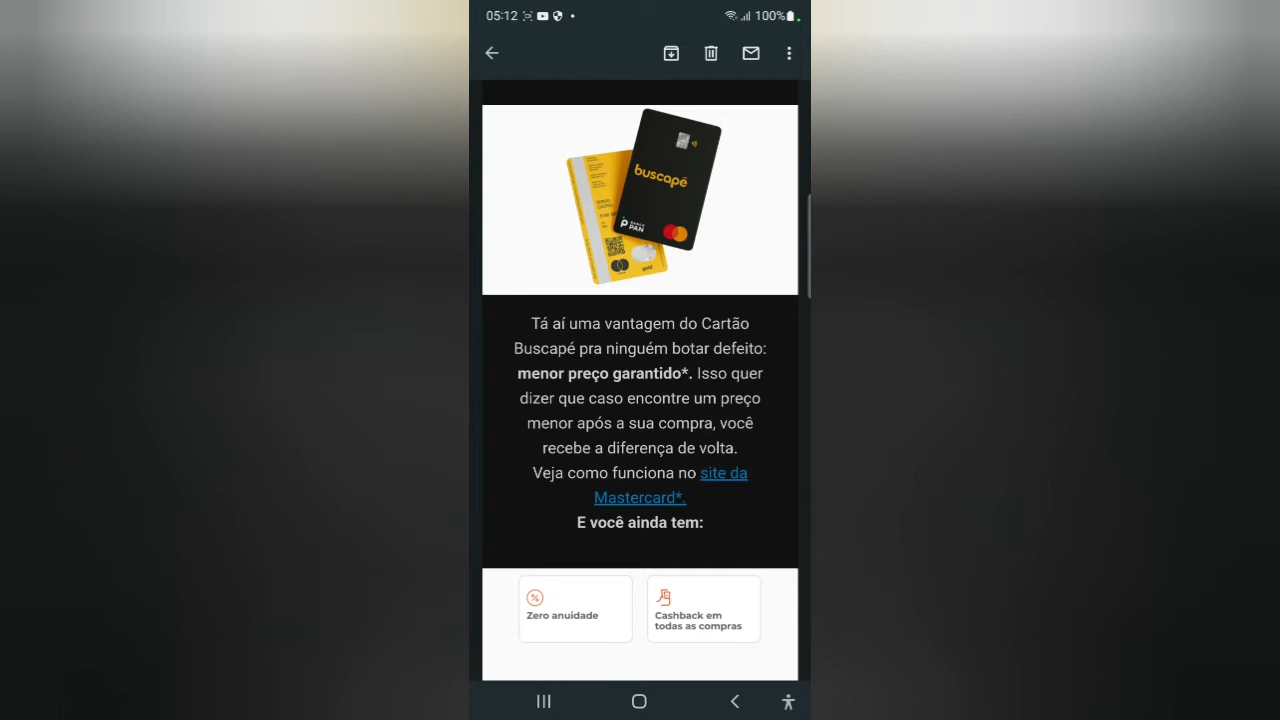 05:12
100%
buscapé
BANCO
PAN
gold
Tá aí uma vantagem do Cartão
Buscapé pra ninguém botar defeito:
menor preço garantido*. Isso quer
dizer que caso encontre um preço
menor após a sua compra, você
recebe a diferença de volta.
Veja como funciona no site da
Mastercard*.
E você ainda tem:
Zero anuidade
Cashback em
todas as compras